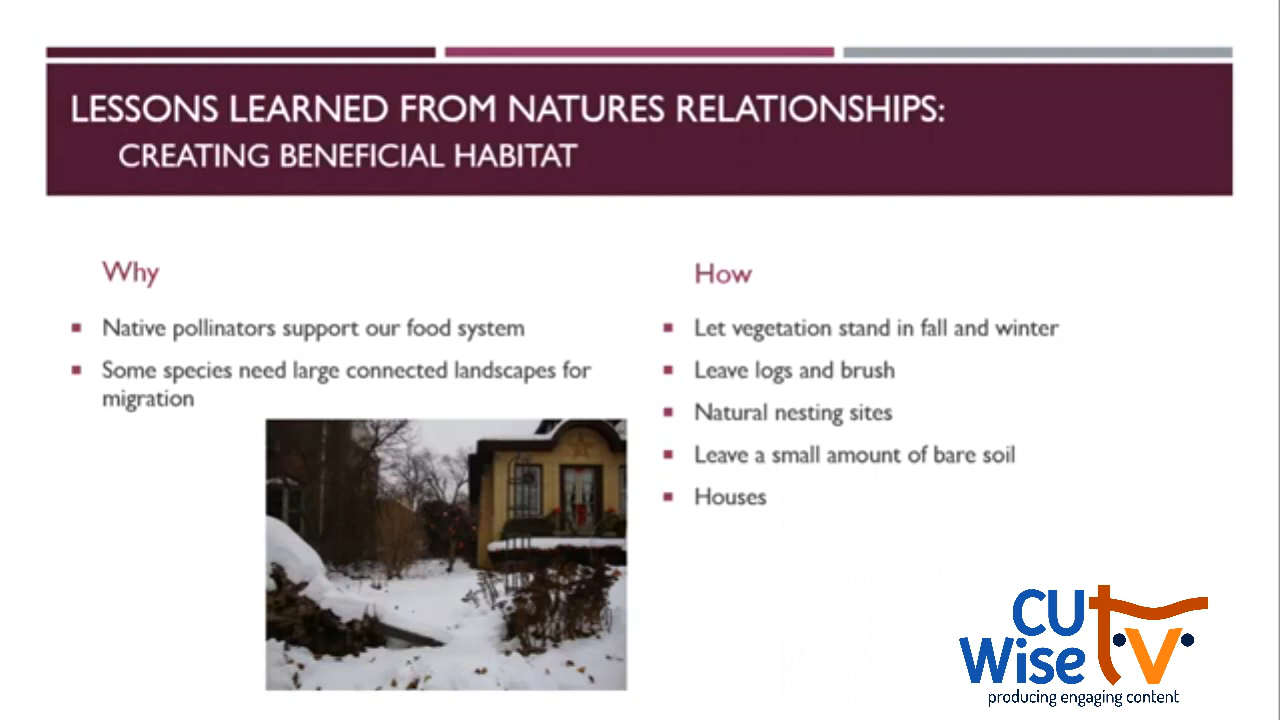 LESSONS LEARNED FROM NATURES RELATIONSHIPS:
CREATING BENEFICIAL HABITAT
Why
Native pollinators support our food system
Some species need large connected landscapes for
migration
How
Let vegetation stand in fall and winter
Leave logs and brush
Natural nesting sites
Leave a small amount of bare soil
Houses
CU
Wise tv
producing engaging content